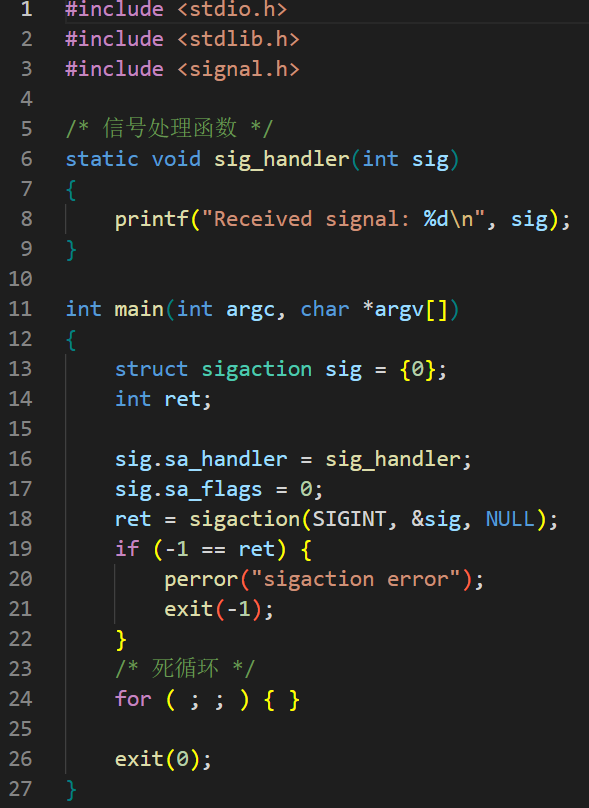 1 #include <stdio.h>
2 #include <stdlib.h>
3 #include <signal.h>
4
5 /* 信号处理函数 */
6 static void sig_handler(int sig)
7 {
8     printf("Received signal: %d\n", sig);
9 }
10
11 int main(int argc, char *argv[])
12 {
13     struct sigaction sig = {0};
14     int ret;
15
16     sig.sa_handler = sig_handler;
17     sig.sa_flags = 0;
18     ret = sigaction(SIGINT, &sig, NULL);
19     if (-1 == ret) {
20         perror("sigaction error");
21         exit(-1);
22     }
23     /* 死循环 */
24     for ( ; ; ) { }
25
26     exit(0);
27 }